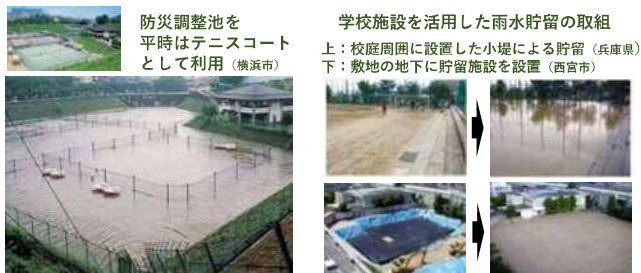 防災調整池を
平時はテニスコート
として利用（横浜市）
学校施設を活用した雨水貯留の取組
上：校庭周囲に設置した小堤による貯留（兵庫県）
下：敷地の地下に貯留施設を設置（西宮市）